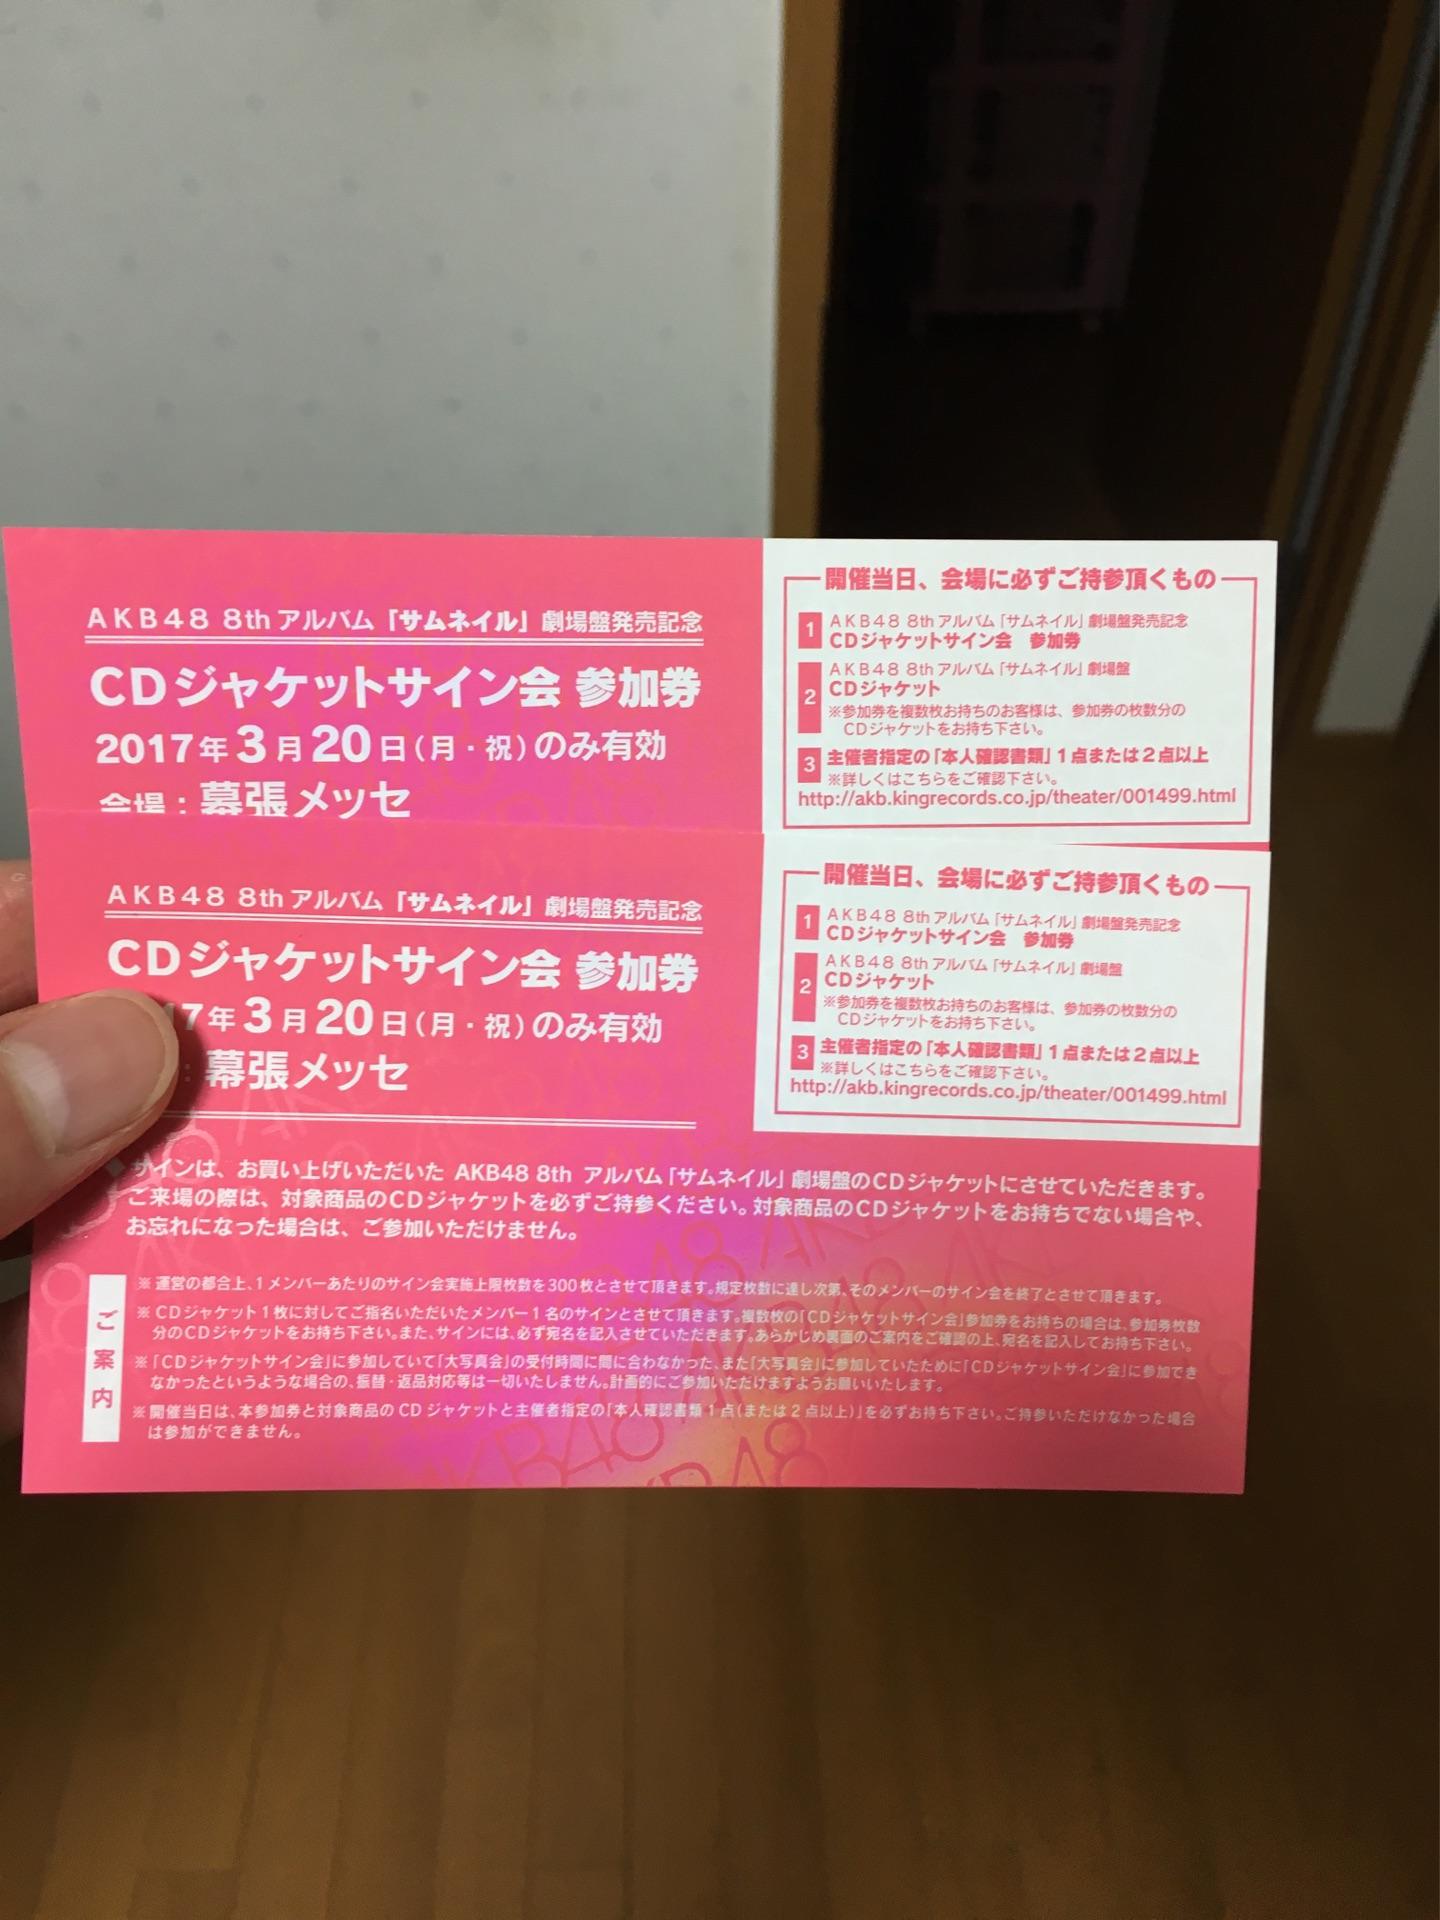 AKB48 8th アルバム「サムネイル」劇場盤発売記念
CDジャケットサイン会 参加券
2017年3月20日(月・祝)のみ有効
会場：幕張メッセ
開催当日、会場に必ずご持参頂くもの
1 AKB48 8th アルバム「サムネイル」劇場盤発売記念
CDジャケットサイン会 参加券
2 AKB48 8th アルバム「サムネイル」劇場盤
CDジャケット
※参加券を複数枚お持ちのお客様は、参加券の枚数分の
CDジャケットをお持ち下さい。
3 主催者指定の「本人確認書類」1点または2点以上
※詳しくはこちらをご確認下さい。
http://akb.kingrecords.co.jp/theater/001499.html
AKB48 8th アルバム「サムネイル」劇場盤発売記念
CDジャケットサイン会 参加券
7年3月20日(月・祝)のみ有効
：幕張メッセ
開催当日、会場に必ずご持参頂くもの
1 AKB48 8th アルバム「サムネイル」劇場盤発売記念
CDジャケットサイン会 参加券
2 AKB48 8th アルバム「サムネイル」劇場盤
CDジャケット
※参加券を複数枚お持ちのお客様は、参加券の枚数分の
CDジャケットをお持ち下さい。
3 主催者指定の「本人確認書類」1点または2点以上
※詳しくはこちらをご確認下さい。
http://akb.kingrecords.co.jp/theater/001499.html
サインは、お買い上げいただいた AKB48 8th アルバム「サムネイル」劇場盤のCDジャケットにさせていただきます。
ご来場の際は、対象商品のCDジャケットを必ずご持参ください。対象商品のCDジャケットをお持ちでない場合や、
お忘れになった場合は、ご参加いただけません。
ご案内
※運営の都合上、1メンバーあたりのサイン会実施上限枚数を300枚とさせて頂きます。規定枚数に達し次第、そのメンバーのサイン会を終了とさせて頂きます。
※CDジャケット1枚に対してご指名いただいたメンバー1名のサインとさせて頂きます。複数枚の「CDジャケットサイン会」参加券をお持ちの場合は、参加券枚数
分のCDジャケットをお持ち下さい。また、サインには、必ず宛名を記入させていただきます。あらかじめ裏面のご案内をご確認の上、宛名を記入してお持ち下さい。
※「CDジャケットサイン会」に参加していて「大写真会」の受付時間に間に合わなかった、また「大写真会」に参加していたために「CDジャケットサイン会」に参加でき
なかったというような場合の、振替・返品対応等は一切いたしません。計画的にご参加いただけますようお願いいたします。
※開催当日は、本参加券と対象商品の CD ジャケットと主催者指定の「本人確認書類 1 点(または 2 点以上)」を必ずお持ち下さい。ご持参いただけなかった場合
は参加ができません。
AKB48
AKB48